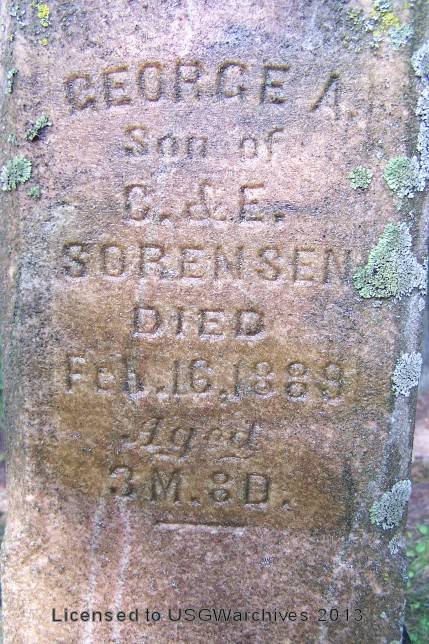 GEORGE A.
Son of
C. & E.
SORENSEN
DIED
Feb. 16, 1889
Aged
3 M. 8 D.
Licensed to USGWarchives 2013